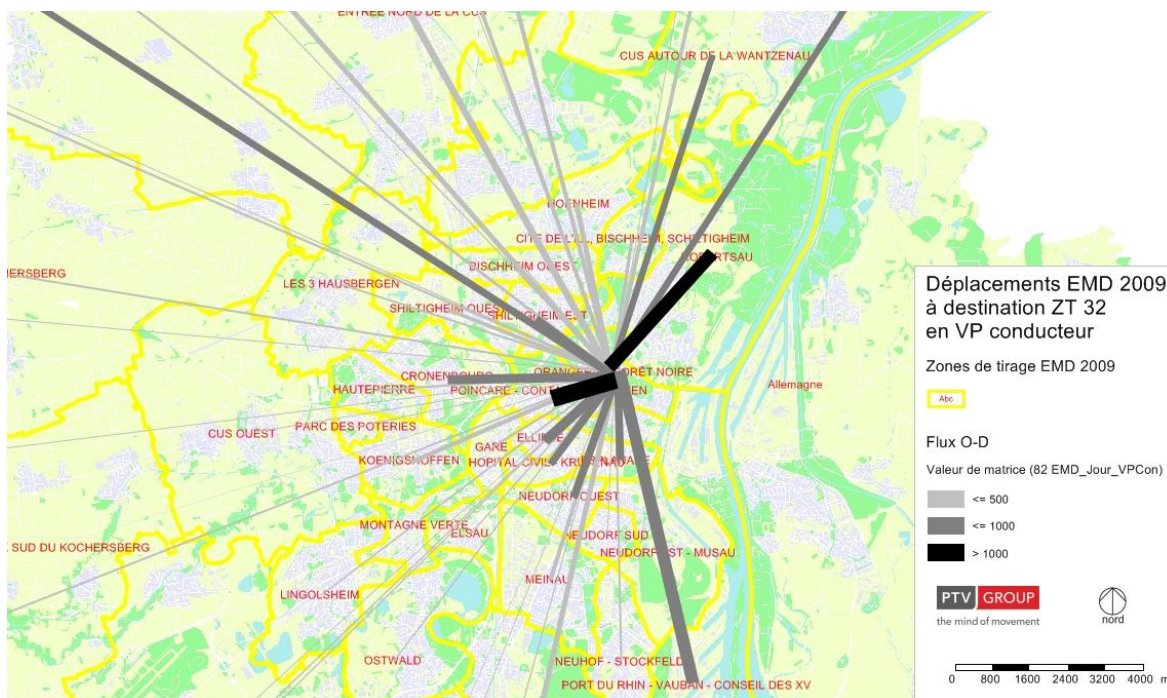 ENTREE NORD DE LA CUS
CUS AUTOUR DE LA WANTZENAU
HOENHEIM
CITE DE L'ILL, BISCHHEIM, SCHILTIGHEIM
ROBERTSAU
BISCHHEIM OUEST
HERSBERG
LES 3 HAUSBERGEN
SCHILTIGHEIM OUEST
SCHILTIGHEIM EST
CRONENBOURG
FORÊT NOIRE
HAUTEPIERRE
POINCARE - CONT
Allemagne
CUS OUEST
PARC DES POTERIES
ELLIPSE
GARE
KOENIGSHOFFEN
HOPITAL CIVIL
NEUDORF OUEST
MONTAGNE VERTE
ELSAU
NEUDORF SUD
SUD DU KOCHERSBERG
NEUDORF EST - MUSAU
MEINAU
LINGOLSHEIM
OSTWALD
NEUHOF - STOCKFELD
PORT DU RHIN - VAUBAN - CONSEIL DES XV
Déplacements EMD 2009
à destination ZT 32
en VP conducteur
Zones de tirage EMD 2009
Abc
Flux O-D
Valeur de matrice (82 EMD_Jour_VPCon)
<= 500
<= 1000
> 1000
PTV GROUP
the mind of movement
nord
0 800 1600 2400 3200 4000 m